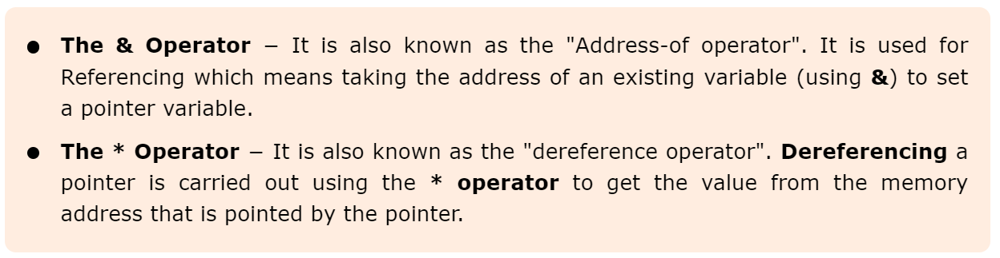 ● The & Operator – It is also known as the "Address-of operator". It is used for
Referencing which means taking the address of an existing variable (using &) to set
a pointer variable.
● The * Operator – It is also known as the "dereference operator". Dereferencing a
pointer is carried out using the * operator to get the value from the memory
address that is pointed by the pointer.